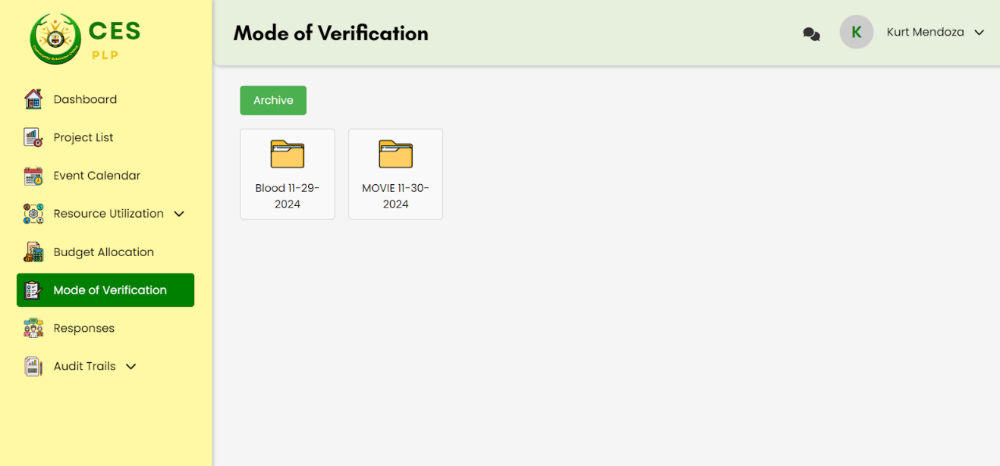 CES
PLP
Dashboard
Project List
Event Calendar
Resource Utilization
Budget Allocation
Mode of Verification
Responses
Audit Trails
Mode of Verification
K
Kurt Mendoza
Archive
Blood 11-29-
2024
MOVIE 11-30-
2024